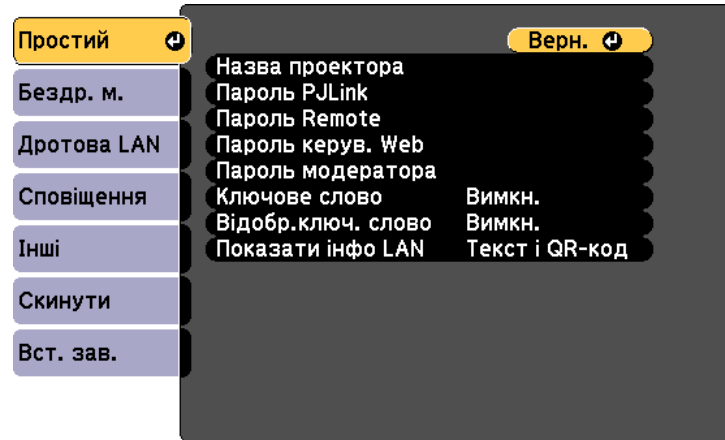 Простий
Бездр. м.
Дротова LAN
Сповіщення
Інші
Скинути
Вст. зав.
Верн.
Назва проектора
Пароль PJLink
Пароль Remote
Пароль керув. Web
Пароль модератора
Ключове слово Вимкн.
Відобр.ключ. слово Вимкн.
Показати інфо LAN Текст і QR-код